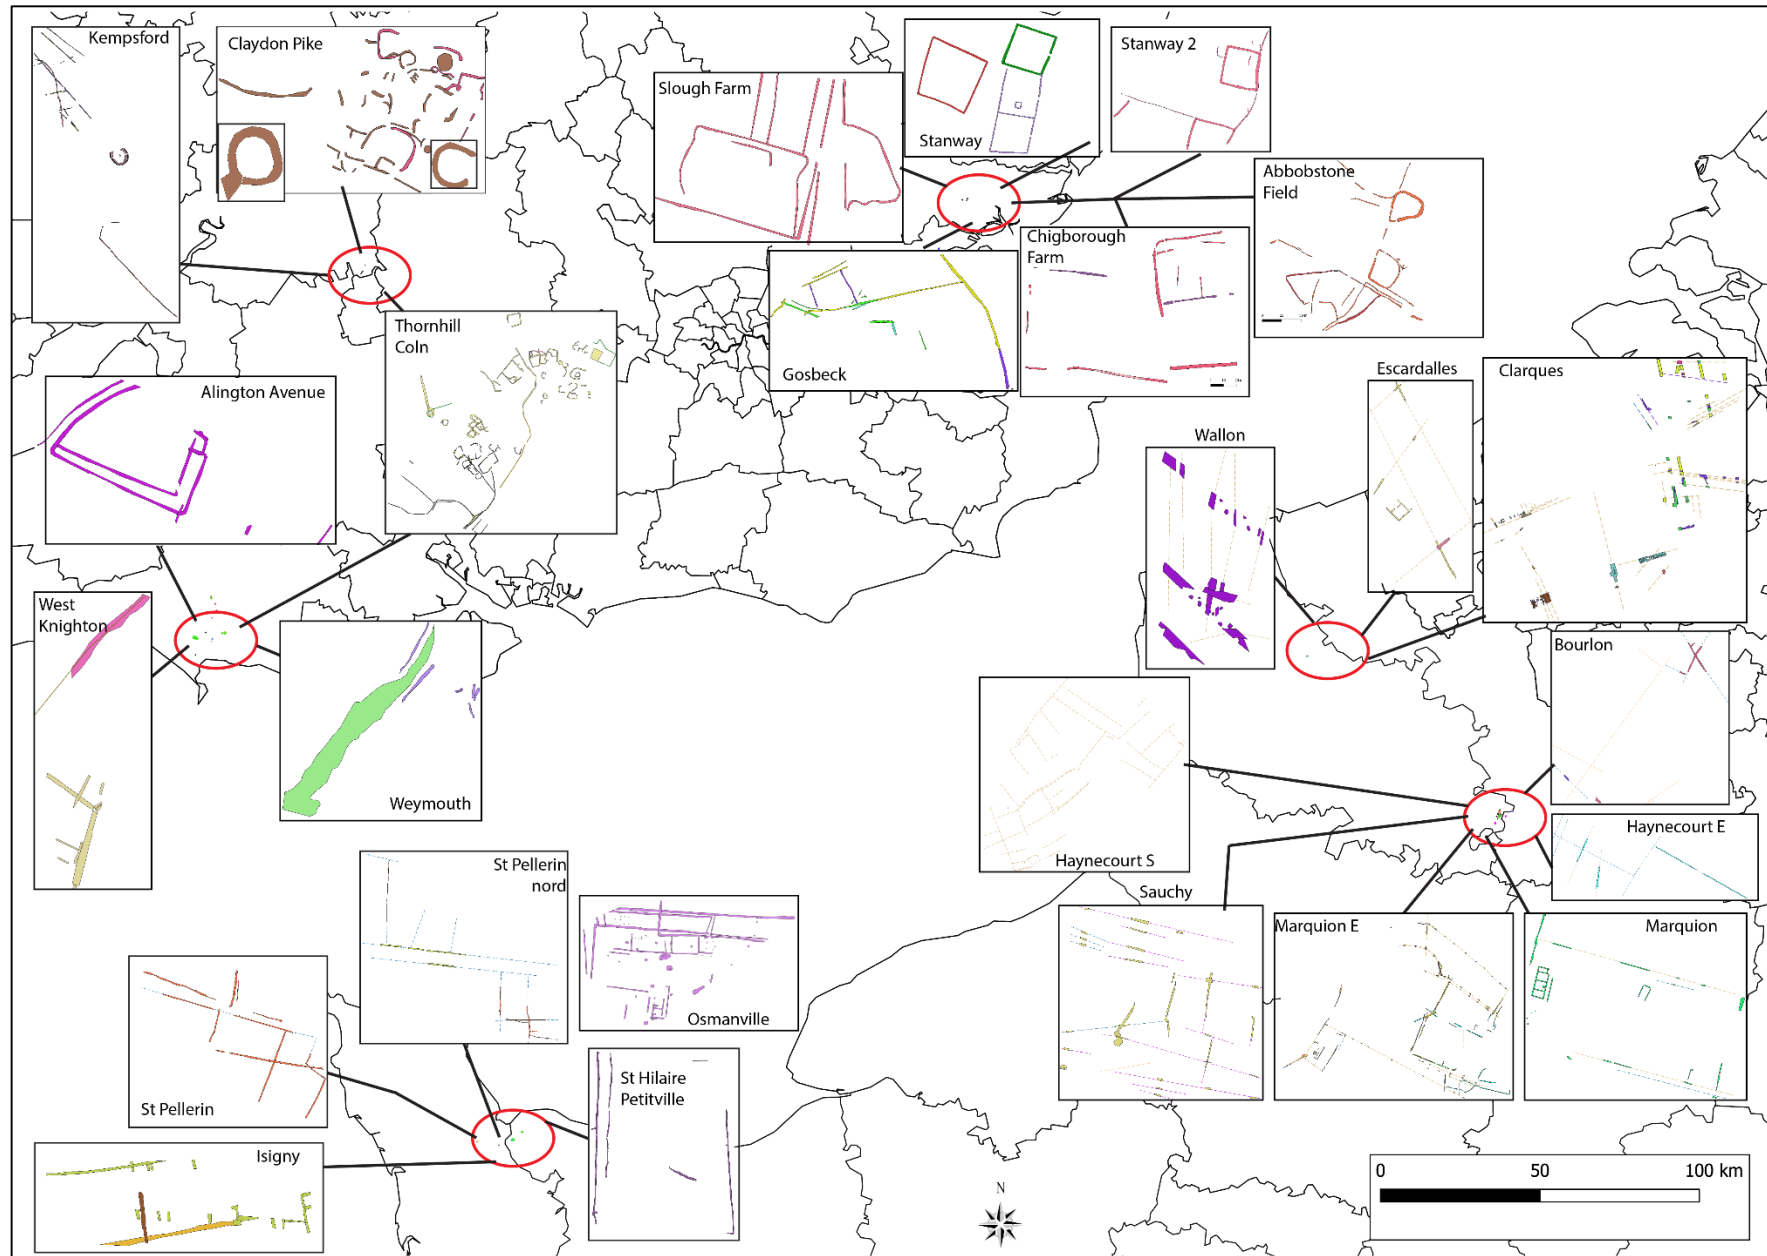 Kempsford
Claydon Pike
Slough Farm
Stanway
Stanway 2
Abbobstone
Field
Chigborough
Farm
Gosbeck
Thornhill
Coln
Alington Avenue
Escardalles
Clarques
Wallon
West
Knighton
Weymouth
Bourlon
Haynecourt E
Haynecourt S
Sauchy
Marquion E
Marquion
St Pellerin
nord
Osmanville
St Pellerin
St Hilaire
Petitville
Isigny
N
0 50 100 km